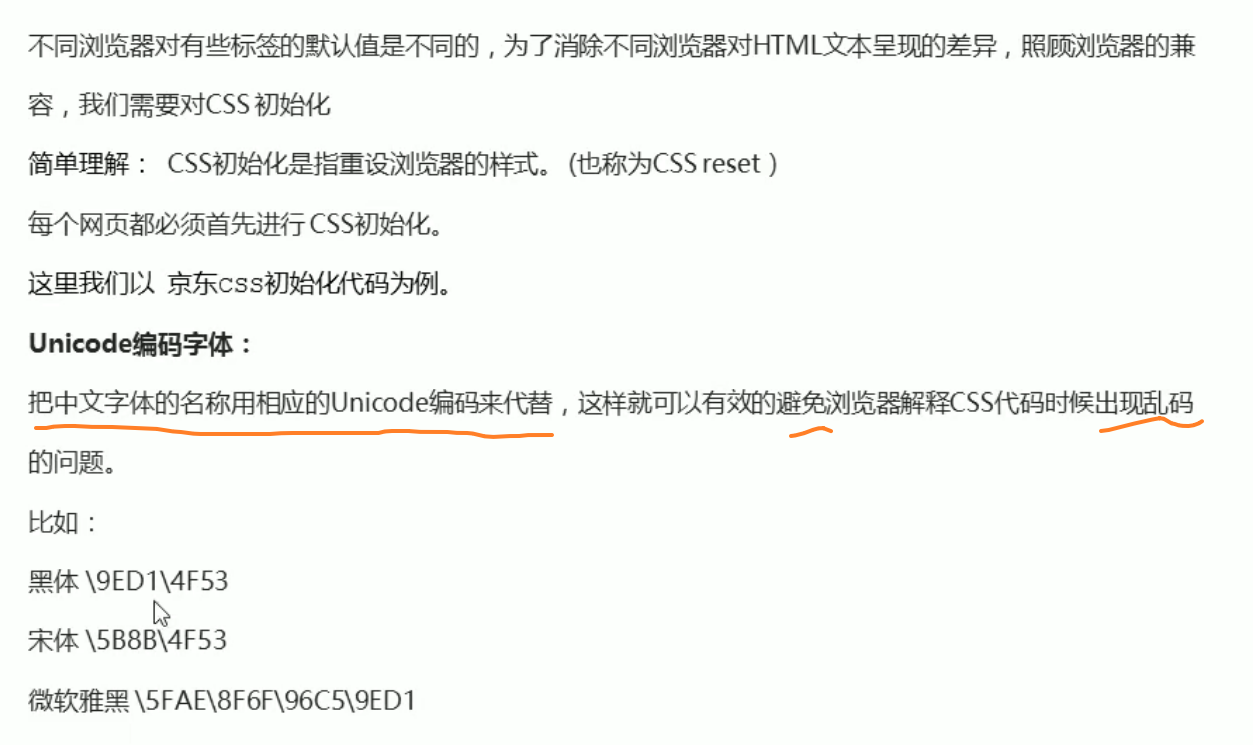 不同浏览器对有些标签的默认值是不同的，为了消除不同浏览器对HTML文本呈现的差异，照顾浏览器的兼
容，我们需要对CSS 初始化
简单理解： CSS初始化是指重设浏览器的样式。 (也称为CSS reset ）
每个网页都必须首先进行 CSS初始化。
这里我们以 京东css初始化代码为例。
Unicode编码字体：
把中文字体的名称用相应的Unicode编码来代替，这样就可以有效的避免浏览器解释CSS代码时候出现乱码
的问题。
比如：
黑体 \9ED1\4F53
宋体 \5B8B\4F53
微软雅黑 \5FAE\8F6F\96C5\9ED1